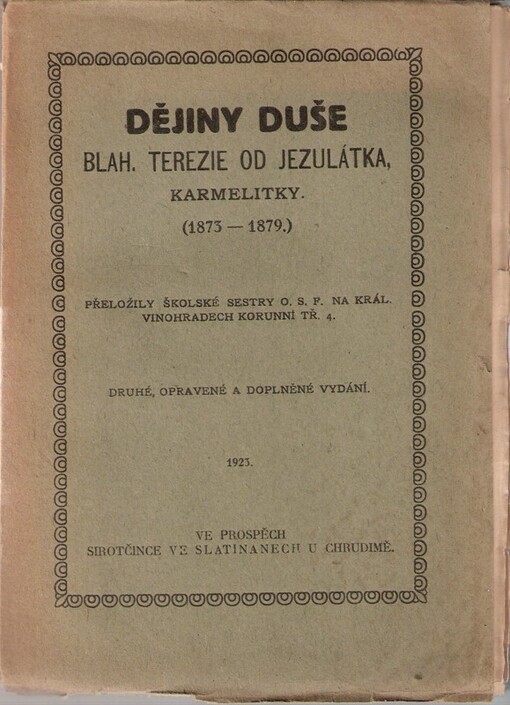 DĚJINY DUŠE
BLAH. TEREZIE OD JEZULÁTKA,
KARMELITKY.
(1873 — 1879.)
PŘELOŽILY ŠKOLSKÉ SESTRY O. S. F. NA KRÁL.
VINOHRADECH KORUNNÍ TŘ. 4.
DRUHÉ, OPRAVENÉ A DOPLNĚNÉ VYDÁNÍ.
1923.
VE PROSPĚCH
SIROTČINCE VE SLATINANECH U CHRUDIMĚ.